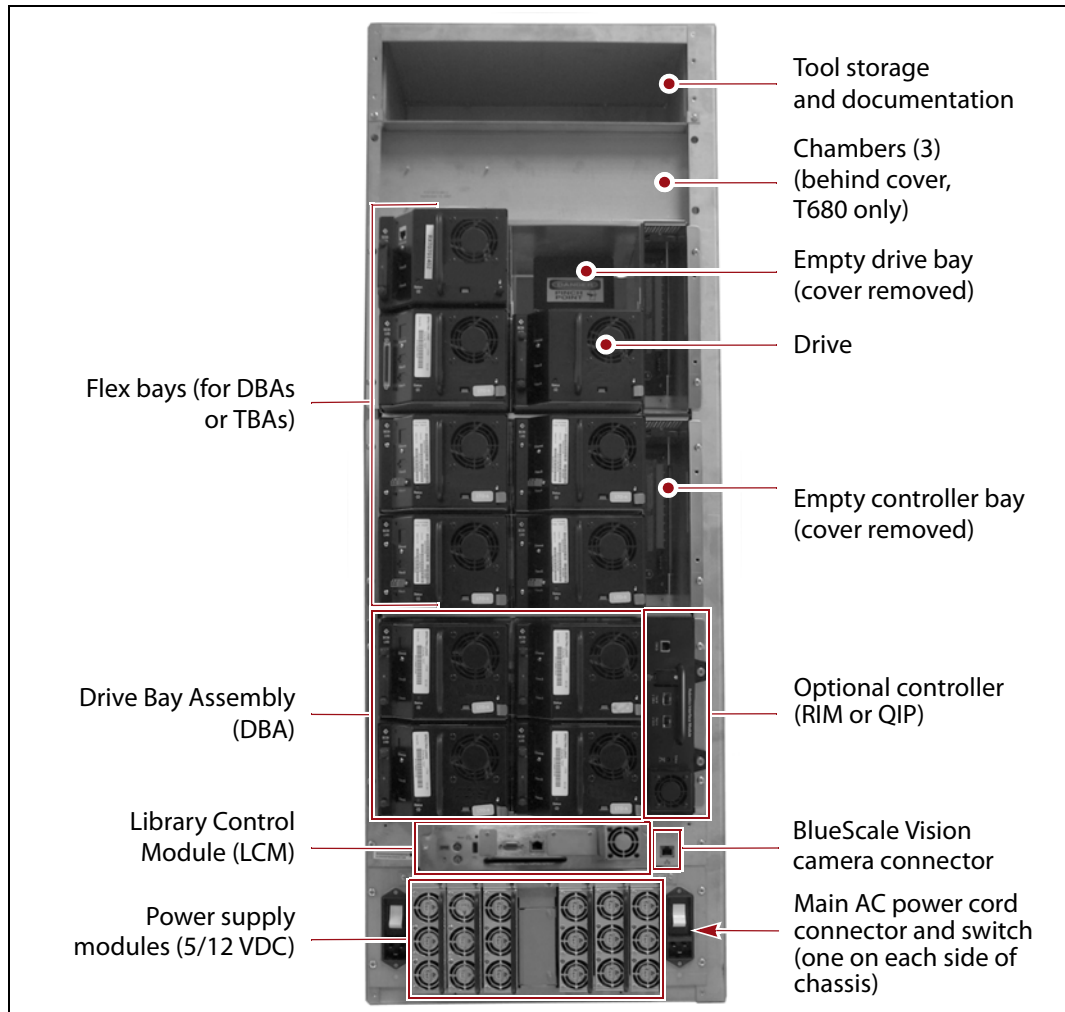 Tool storage
and documentation
Chambers (3)
(behind cover,
T680 only)
Empty drive bay
(cover removed)
Drive
Flex bays (for DBAs
or TBAs)
Empty controller bay
(cover removed)
Drive Bay Assembly
(DBA)
Optional controller
(RIM or QIP)
Library Control
Module (LCM)
BlueScale Vision
camera connector
Power supply
modules (5/12 VDC)
Main AC power cord
connector and switch
(one on each side of
chassis)
DANGER
PINCH
POINT